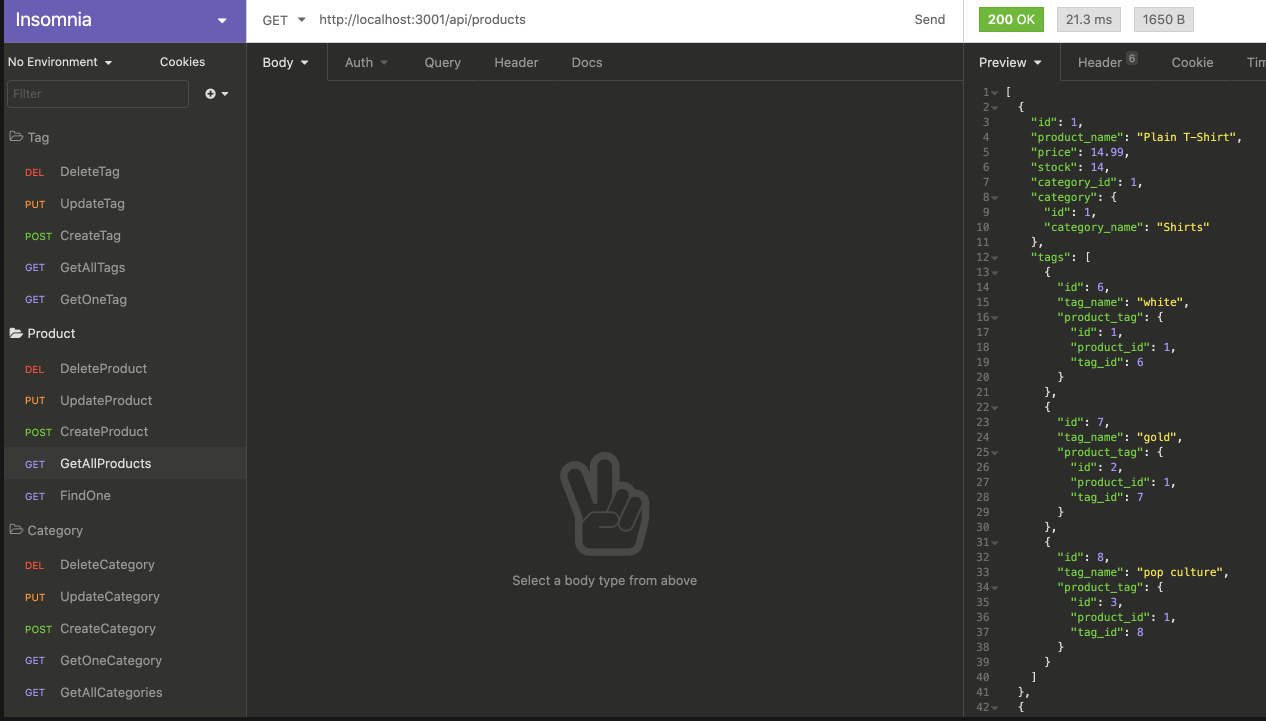 Insomnia
GET http://localhost:3001/api/products Send
200 OK 21.3 ms 1650 B
No Environment Cookies
Filter
Tag
DEL DeleteTag
PUT UpdateTag
POST CreateTag
GET GetAllTags
GET GetOneTag
Product
DEL DeleteProduct
PUT UpdateProduct
POST CreateProduct
GET GetAllProducts
GET FindOne
Category
DEL DeleteCategory
PUT UpdateCategory
POST CreateCategory
GET GetOneCategory
GET GetAllCategories
Body Auth Query Header Docs
Select a body type from above
Preview Header 6 Cookie Tim
1 [
2 {
3 "id": 1,
4 "product_name": "Plain T-Shirt",
5 "price": 14.99,
6 "stock": 14,
7 "category_id": 1,
8 "category": {
9 "id": 1,
10 "category_name": "Shirts"
11 },
12 "tags": [
13 {
14 "id": 6,
15 "tag_name": "white",
16 "product_tag": {
17 "id": 1,
18 "product_id": 1,
19 "tag_id": 6
20 }
21 },
22 {
23 "id": 7,
24 "tag_name": "gold",
25 "product_tag": {
26 "id": 2,
27 "product_id": 1,
28 "tag_id": 7
29 }
30 },
31 {
32 "id": 8,
33 "tag_name": "pop culture",
34 "product_tag": {
35 "id": 3,
36 "product_id": 1,
37 "tag_id": 8
38 }
39 }
40 ]
41 },
42 {